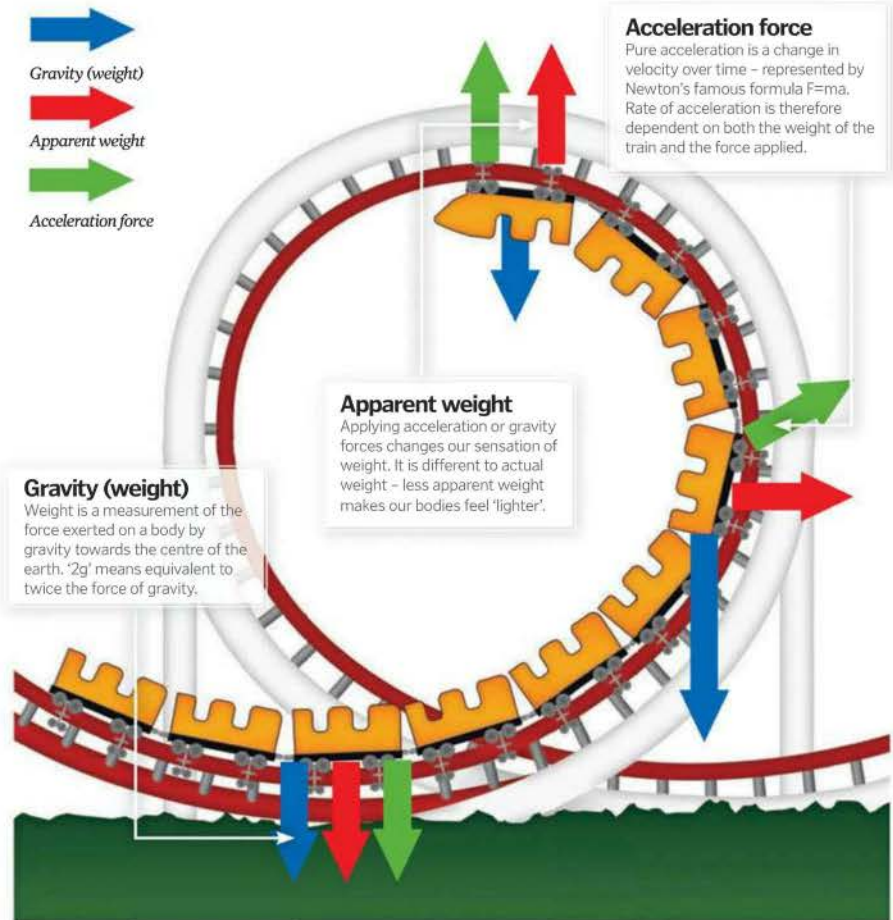 Gravity (weight)
Apparent weight
Acceleration force
Acceleration force
Pure acceleration is a change in
velocity over time – represented by
Newton's famous formula F=ma.
Rate of acceleration is therefore
dependent on both the weight of the
train and the force applied.
Apparent weight
Applying acceleration or gravity
forces changes our sensation of
weight. It is different to actual
weight – less apparent weight
makes our bodies feel 'lighter'.
Gravity (weight)
Weight is a measurement of the
force exerted on a body by
gravity towards the centre of the
earth. '2g' means equivalent to
twice the force of gravity.